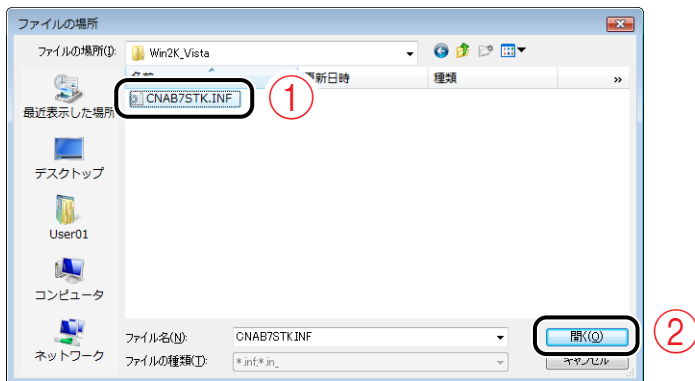 ファイルの場所
ファイルの場所(I):
Win2K_Vista
名前
更新日時
種類
»
CNAB7STK.INF
①
最近表示した場所
デスクトップ
User01
コンピュータ
ネットワーク
ファイル名(N):
CNAB7STK.INF
開く(O)
②
ファイルの種類(T):
*.inf;*.in_
キャンセル